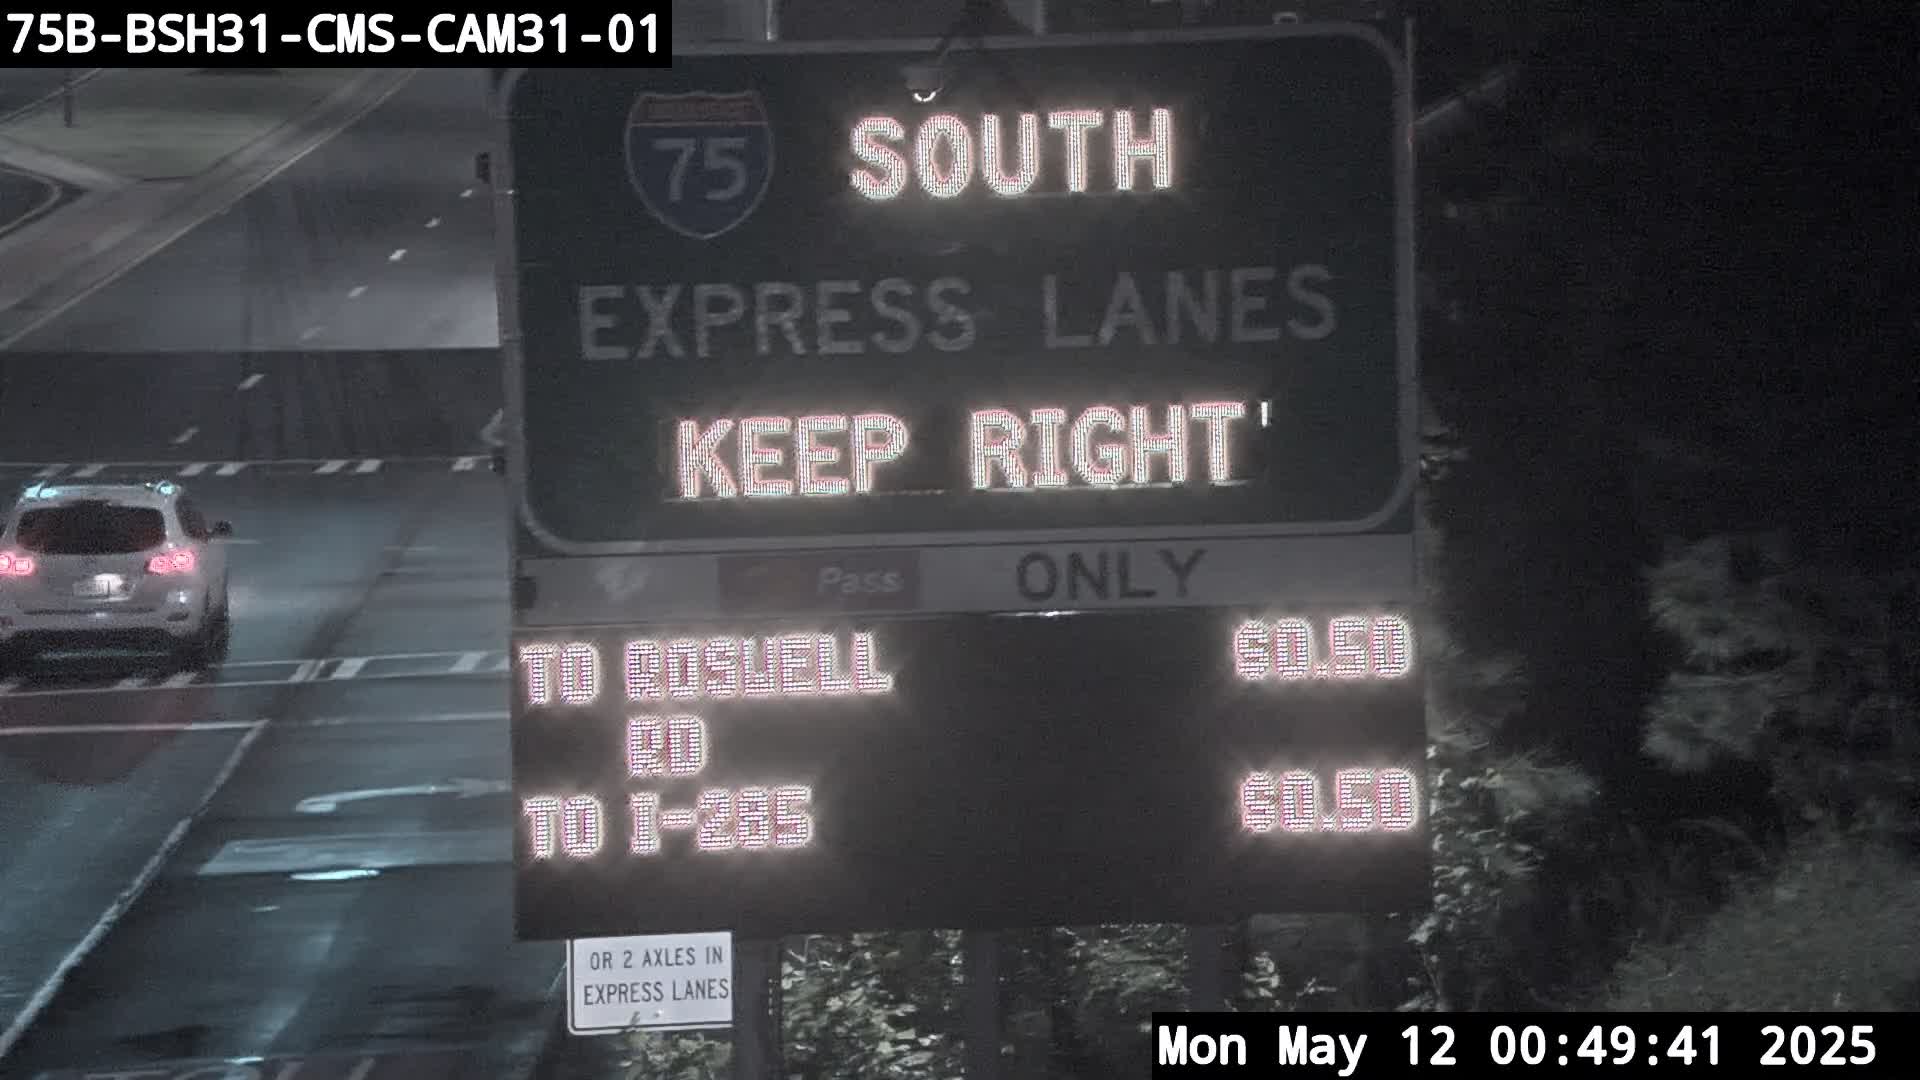 75B-BSH31-CMS-CAM31-01
75 SOUTH
EXPRESS LANES
KEEP RIGHT'
Pass ONLY
TO ROSWELL $0.50
RD
TO I-285 $0.50
OR 2 AXLES IN
EXPRESS LANES
Mon May 12 00:49:41 2025